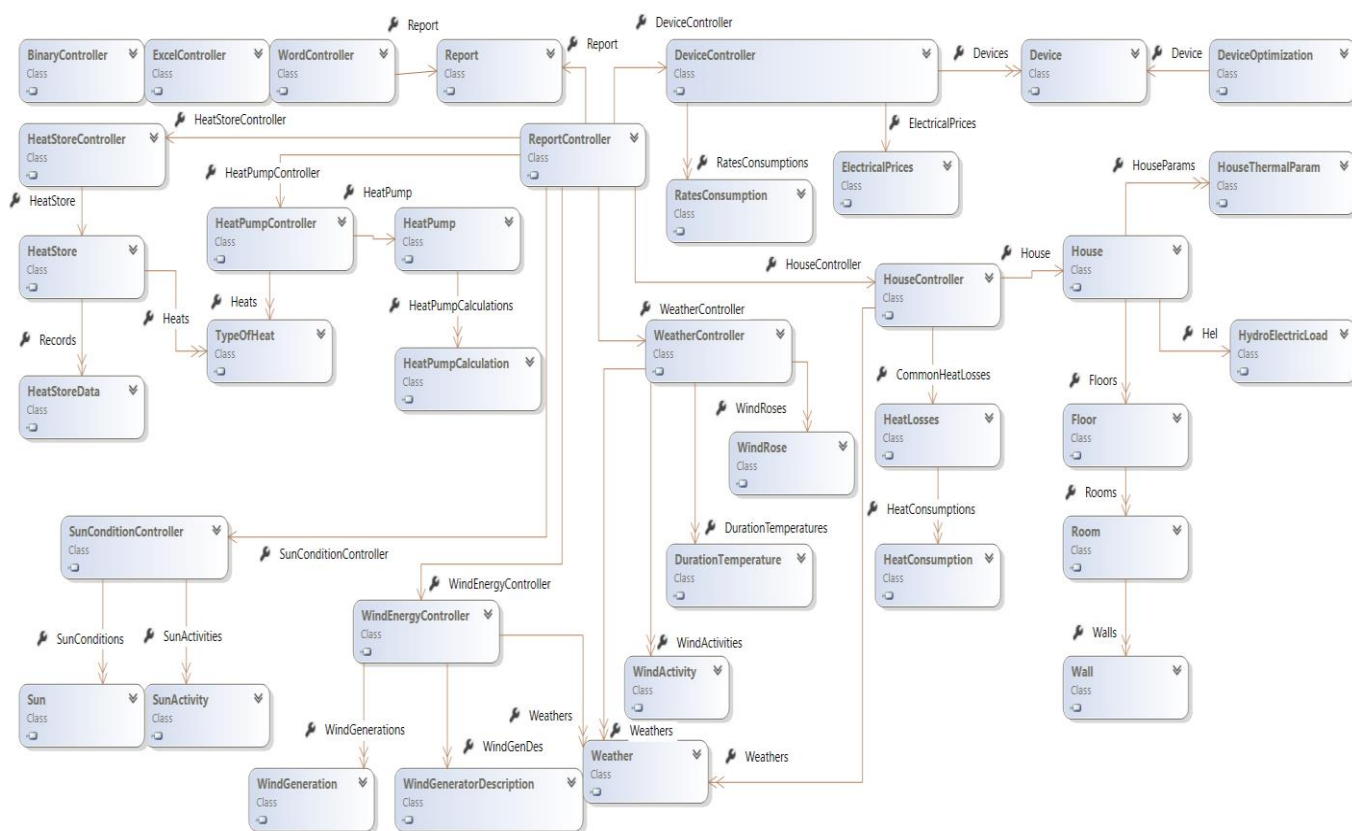 Report
DeviceController
BinaryController
Class
ExcelController
Class
WordController
Class
Report
Class
Report
DeviceController
Class
Devices
Device
Class
Device
DeviceOptimization
Class
HeatStoreController
HeatStoreController
Class
ReportController
Class
ElectricalPrices
RatesConsumptions
ElectricalPrices
Class
RatesConsumption
Class
HouseParams
HouseThermalParam
Class
HeatPumpController
HeatPump
HeatStore
HeatPumpController
Class
HeatPump
Class
HeatStore
Class
House
House
Class
HouseController
HouseController
Class
Heats
Heats
HeatPumpCalculations
WeatherController
TypeOfHeat
Class
WeatherController
Class
Hel
HydroElectricLoad
Class
Records
HeatPumpCalculation
Class
HeatStoreData
Class
CommonHeatLosses
Floors
WindRoses
HeatLosses
Class
Floor
Class
WindRose
Class
Rooms
HeatConsumptions
SunConditionController
Class
SunConditionController
DurationTemperatures
Room
Class
DurationTemperature
Class
HeatConsumption
Class
WindEnergyController
WindEnergyController
Class
SunConditions
SunActivities
WindActivities
Walls
WindActivity
Class
Wall
Class
Sun
Class
SunActivity
Class
WindGenerations
Weathers
WindGenDes
Weathers
Weathers
Weather
Class
WindGeneration
Class
WindGeneratorDescription
Class